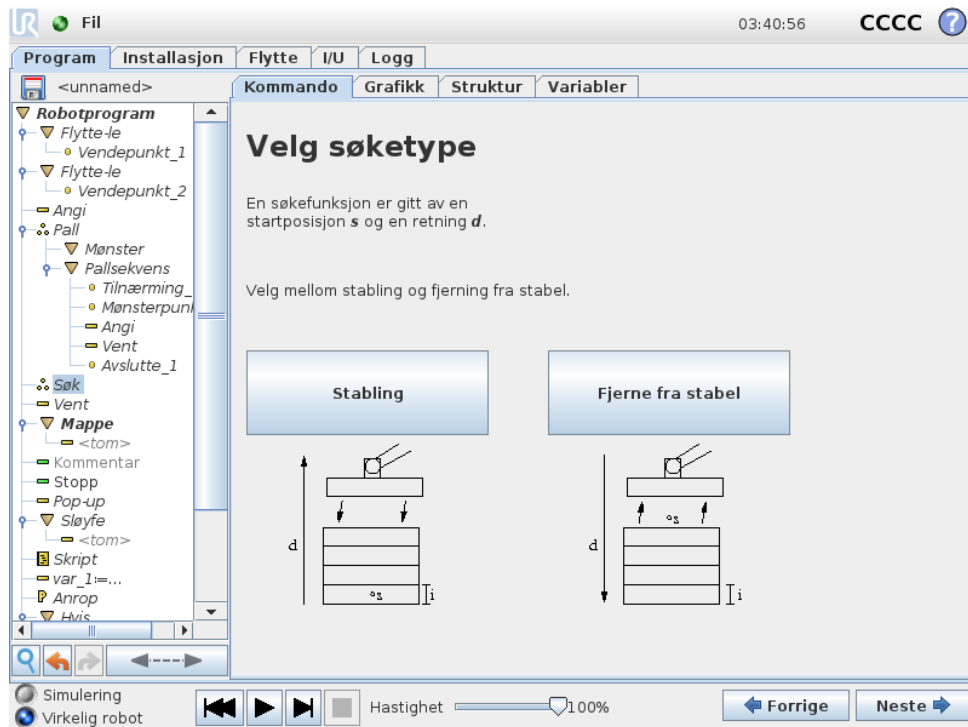 UR Fil 03:40:56 CCCC ?
Program Installasjon Flytte I/U Logg
<unnamed>
Kommando Grafikk Struktur Variabler
Robotprogram
Flytte-le
Vendepunkt_1
Flytte-le
Vendepunkt_2
Angi
Pall
Mønster
Pallsekvens
Tilnærming_
Mønsterpun
Angi
Vent
Avslutte_1
Søk
Vent
Mappe
<tom>
Kommentar
Stopp
Pop-up
Sløyfe
<tom>
Skript
var_1:=...
Anrop
Hvis
Velg søketype
En søkefunksjon er gitt av en
startposisjon s og en retning d.
Velg mellom stabling og fjerning fra stabel.
Stabling Fjerne fra stabel
d s i
d s i
Simulering
Virkelig robot
Hastighet 100%
Forrige Neste